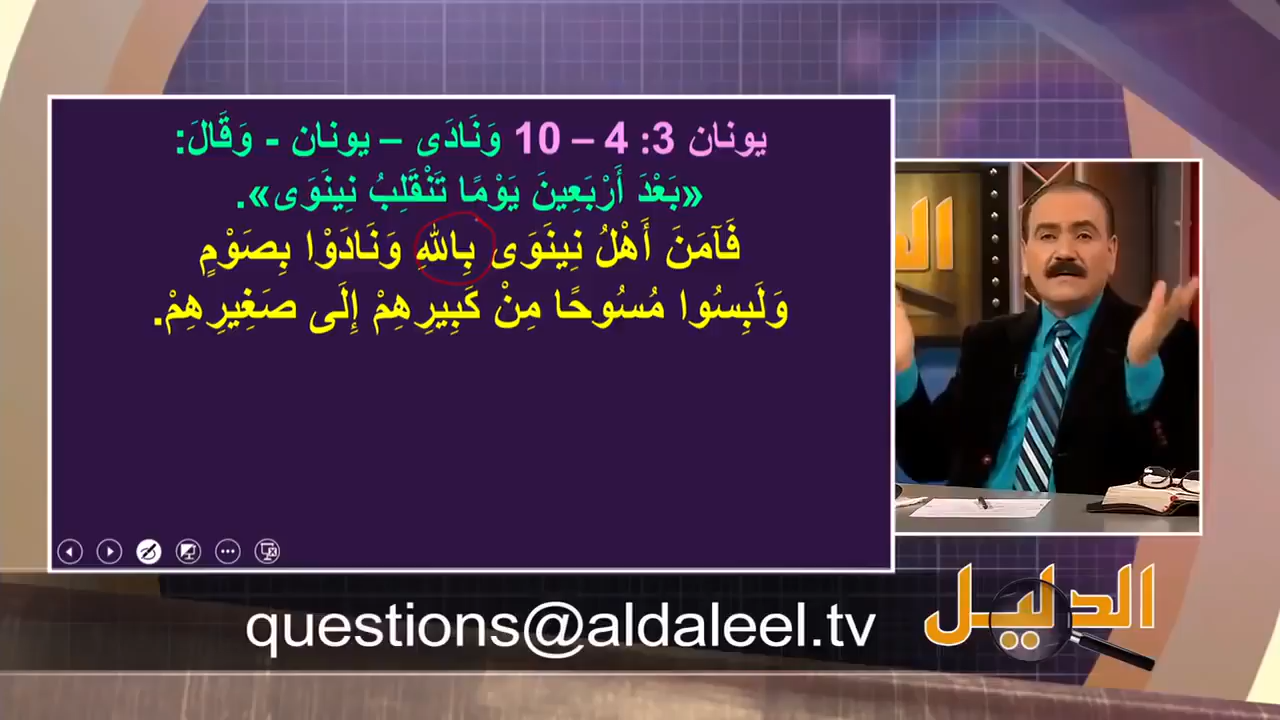 يونان 3: 4 – 10 وَنَادَى – يونان - وَقَالَ:
«بَعْدَ أَرْبَعِينَ يَوْمًا تَنْقَلِبُ نِينَوَى».
فَآمَنَ أَهْلُ نِينَوَى بِاللهِ وَنَادَوْا بِصَوْمٍ
وَلَبِسُوا مُسُوحًا مِنْ كَبِيرِهِمْ إِلَى صَغِيرِهِمْ.
questions@aldaleel.tv
الدليل